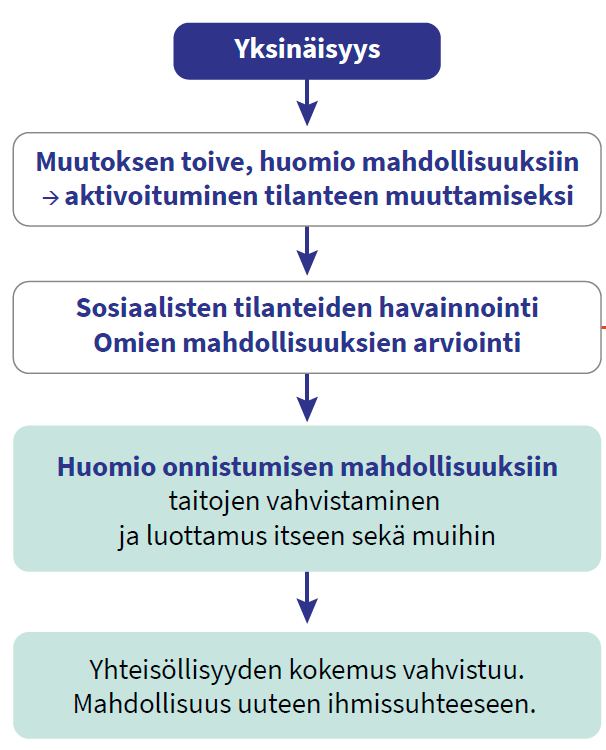 Yksinäisyys
Muutoksen toive, huomio mahdollisuuksiin
→ aktivoituminen tilanteen muuttamiseksi
Sosiaalisten tilanteiden havainnointi
Omien mahdollisuuksien arviointi
Huomio onnistumisen mahdollisuuksiin
taitojen vahvistaminen
ja luottamus itseen sekä muihin
Yhteisöllisyyden kokemus vahvistuu.
Mahdollisuus uuteen ihmissuhteeseen.